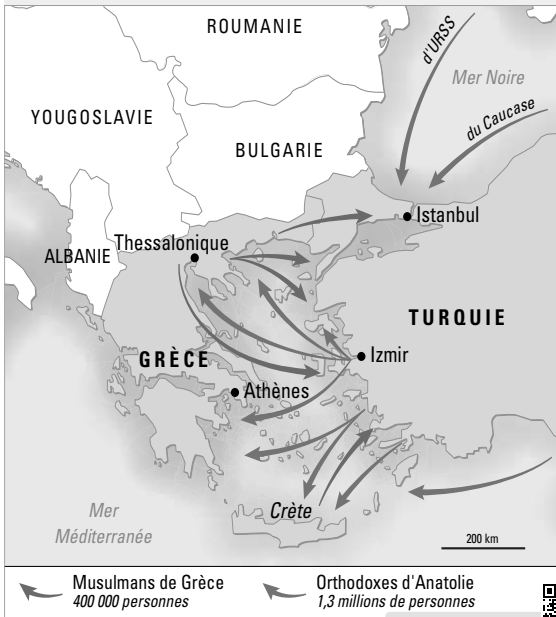 ROUMANIE
d'URSS
Mer Noire
YOUGOSLAVIE
du Caucase
BULGARIE
Istanbul
Thessalonique
ALBANIE
TURQUIE
GRÈCE
Izmir
Athènes
Crète
Mer
Méditerranée
200 km
Musulmans de Grèce
400 000 personnes
Orthodoxes d'Anatolie
1,3 millions de personnes